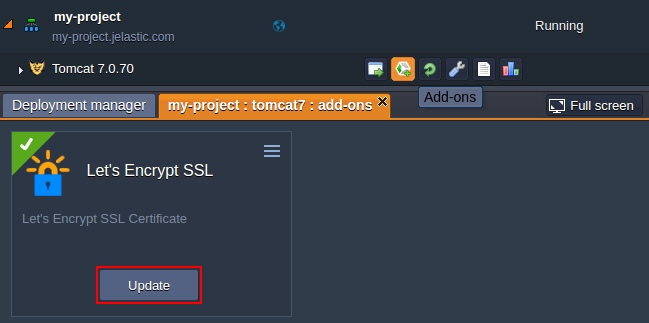 my-project
my-project.jelastic.com
Running
Tomcat 7.0.70
Add-ons
Deployment manager
my-project : tomcat7 : add-ons
Full screen
Let's Encrypt SSL
Let's Encrypt SSL Certificate
Update